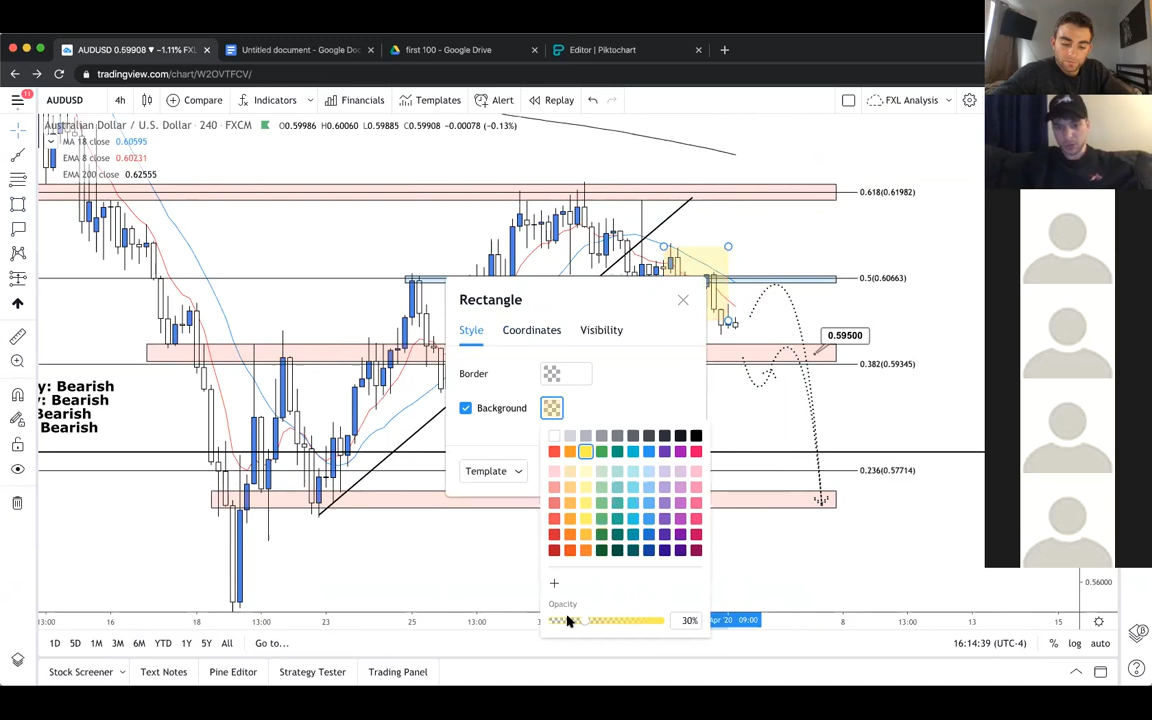 AUDUSD 0.59908 ▼ −1.11% FXL
Untitled document - Google Doc
first 100 - Google Drive
Editor | Piktochart
tradingview.com/chart/W2OVTFCV/
11
AUDUSD
4h
Compare
Indicators
Financials
Templates
Alert
Replay
FXL Analysis
Australian Dollar / U.S. Dollar · 240 · FXCM
O0.59986 H0.60060 L0.59885 C0.59908 −0.00078 (−0.13%)
MA 18 close 0.60595
EMA 8 close 0.60231
EMA 200 close 0.62555
0.618(0.61982)
0.5(0.60663)
0.59500
0.382(0.59345)
0.236(0.57714)
0.56000
y: Bearish
y: Bearish
Bearish
Bearish
Rectangle
Style
Coordinates
Visibility
Border
Background
Template
Opacity
30%
13:00
16
18
13:00
23
13:00
25
13:00
30
13:00
Apr '20 09:00
8
13:00
15
1D
5D
1M
3M
6M
YTD
1Y
5Y
All
Go to...
16:14:39 (UTC-4)
%
log
auto
Stock Screener
Text Notes
Pine Editor
Strategy Tester
Trading Panel